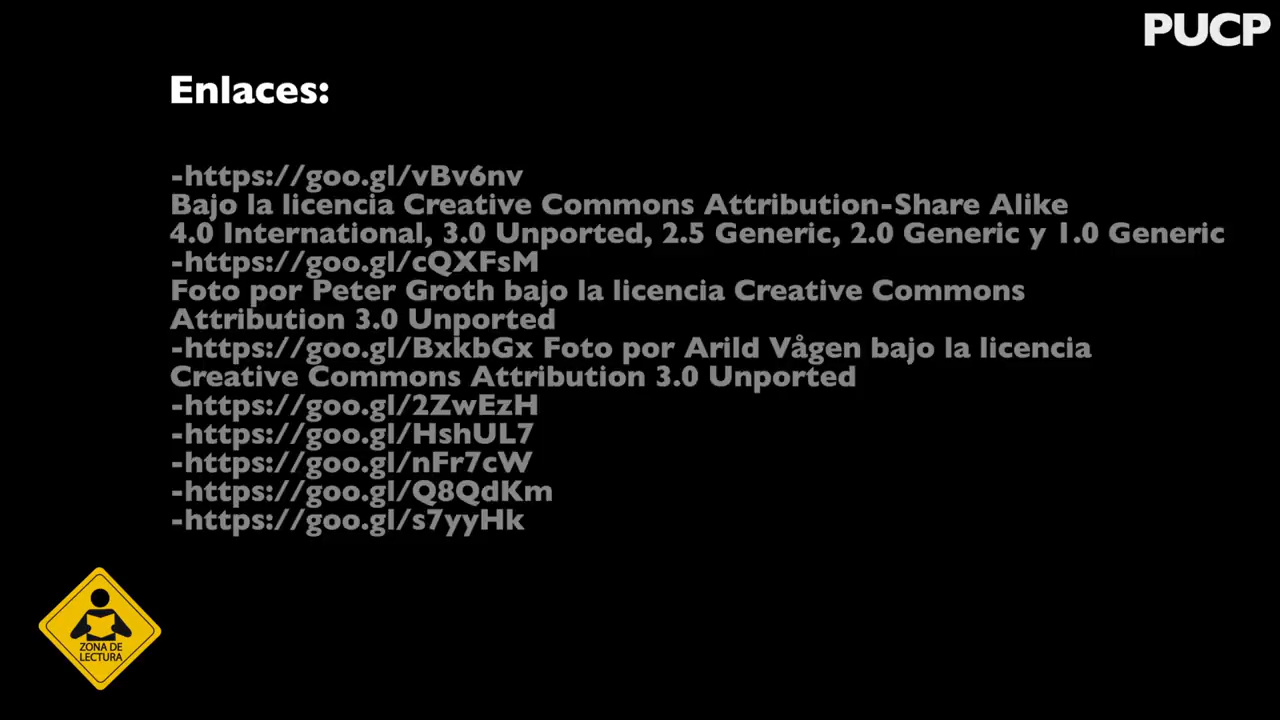 PUCP
Enlaces:
-https://goo.gl/vBv6nv
Bajo la licencia Creative Commons Attribution-Share Alike
4.0 International, 3.0 Unported, 2.5 Generic, 2.0 Generic y 1.0 Generic
-https://goo.gl/cQXFsM
Foto por Peter Groth bajo la licencia Creative Commons
Attribution 3.0 Unported
-https://goo.gl/BxkbGx Foto por Arild Vågen bajo la licencia
Creative Commons Attribution 3.0 Unported
-https://goo.gl/2ZwEzH
-https://goo.gl/HshUL7
-https://goo.gl/nFr7cW
-https://goo.gl/Q8QdKm
-https://goo.gl/s7yyHk
ZONA DE
LECTURA